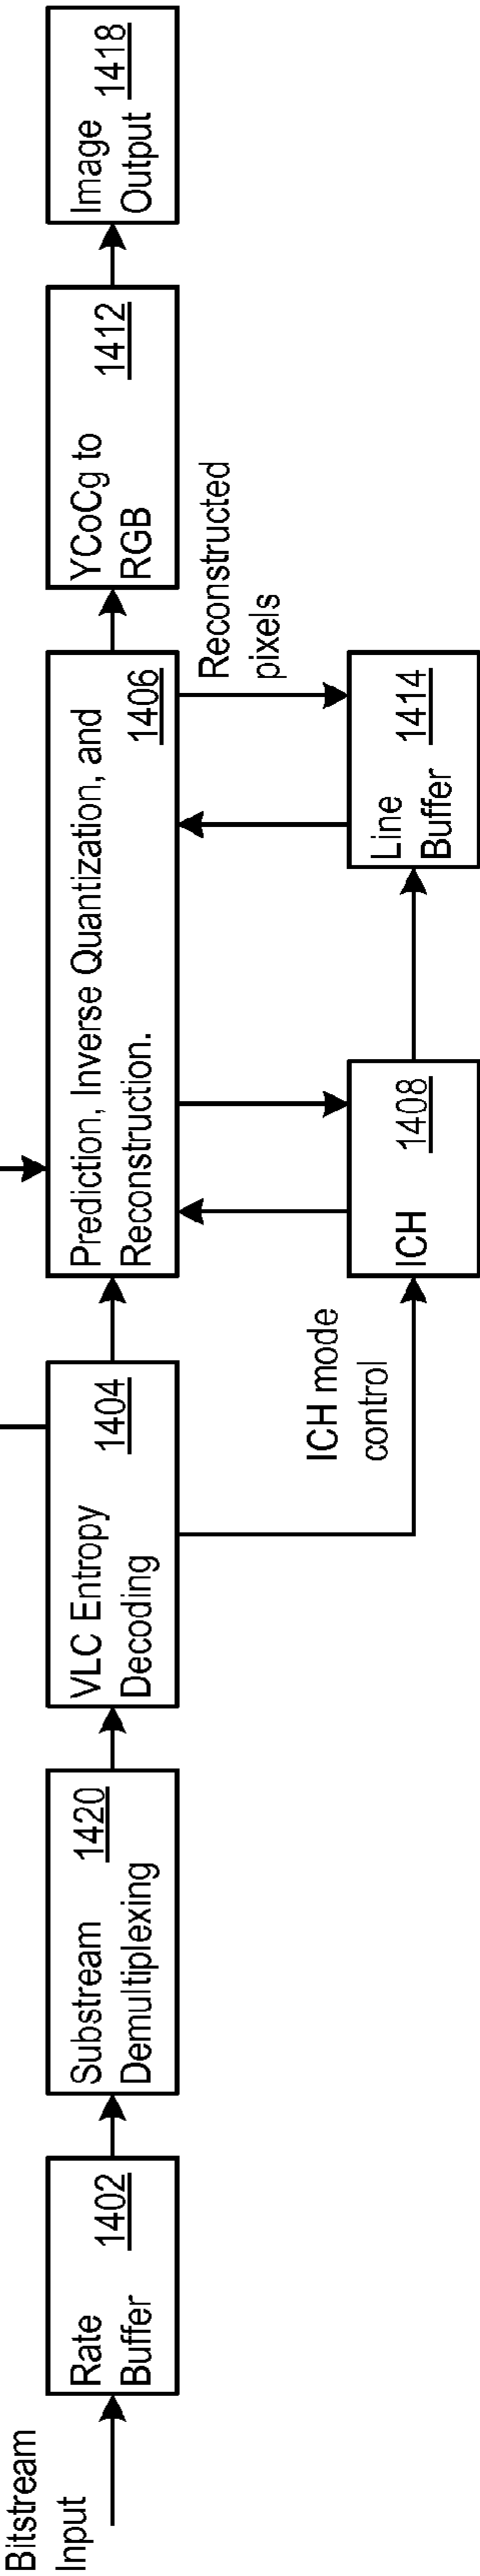 Bitstream
Input
Rate
Buffer 1402
Substream
1420
Demultiplexing
VLC Entropy
Decoding 1404
ICH mode
control
Prediction, Inverse Quantization, and
Reconstruction. 1406
ICH 1408
Reconstructed
pixels
Line
Buffer 1414
YCoCg to
RGB 1412
Image
Output 1418